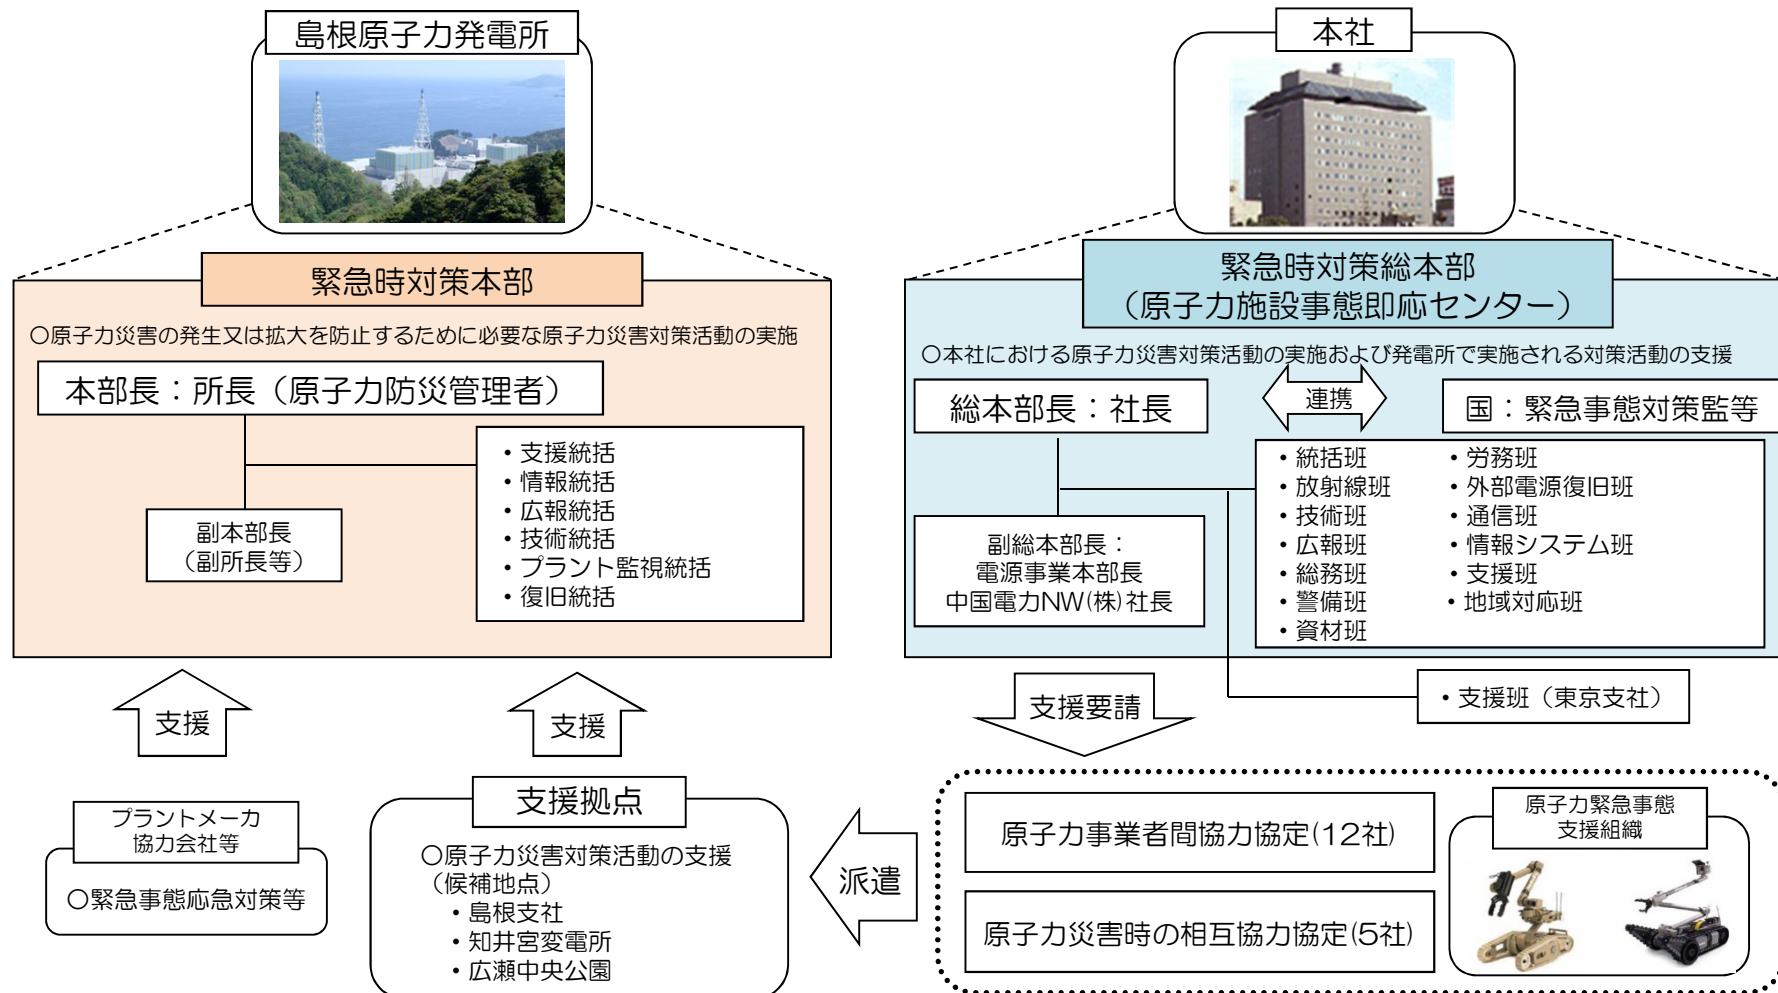 島根原子力発電所
緊急時対策本部
○原子力災害の発生又は拡大を防止するために必要な原子力災害対策活動の実施
本部長：所長（原子力防災管理者）
・支援統括
・情報統括
・広報統括
・技術統括
・プラント監視統括
・復旧統括
副本部長
（副所長等）
本社
緊急時対策総本部
（原子力施設事態即応センター）
○本社における原子力災害対策活動の実施および発電所で実施される対策活動の支援
総本部長：社長
連携
国：緊急事態対策監等
・統括班
・放射線班
・技術班
・広報班
・総務班
・警備班
・資材班
・労務班
・外部電源復旧班
・通信班
・情報システム班
・支援班
・地域対応班
副総本部長：
電源事業本部長
中国電力NW(株)社長
・支援班（東京支社）
支援
支援
支援要請
プラントメーカ
協力会社等
○緊急事態応急対策等
支援拠点
○原子力災害対策活動の支援
（候補地点）
・島根支社
・知井宮変電所
・広瀬中央公園
派遣
原子力事業者間協力協定(12社)
原子力災害時の相互協力協定(5社)
原子力緊急事態
支援組織